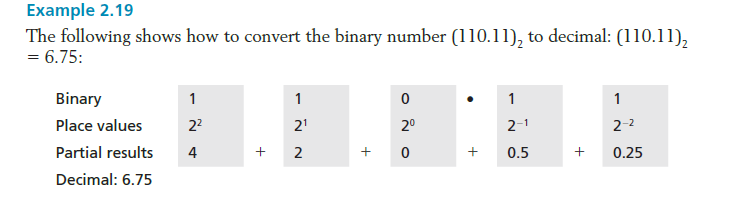 Example 2.19
The following shows how to convert the binary number (110.11)₂ to decimal: (110.11)₂
= 6.75:
Binary 1 1 0 • 1 1
Place values 2² 2¹ 2⁰ 2⁻¹ 2⁻²
Partial results 4 + 2 + 0 + 0.5 + 0.25
Decimal: 6.75